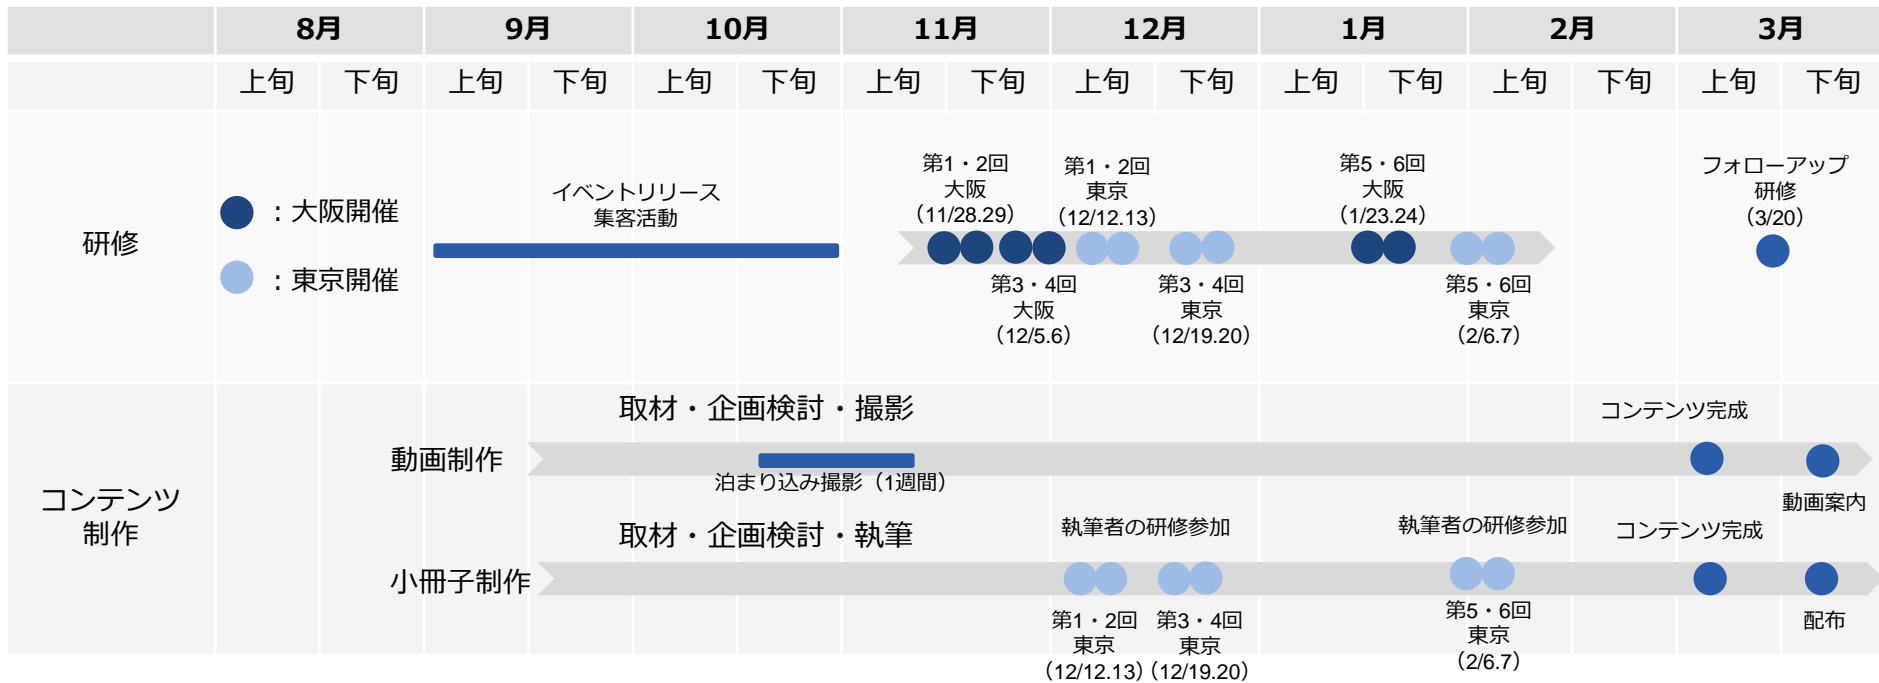 8月 9月 10月 11月 12月 1月 2月 3月
上旬 下旬 上旬 下旬 上旬 下旬 上旬 下旬 上旬 下旬 上旬 下旬 上旬 下旬 上旬 下旬
研修
：大阪開催
：東京開催
イベントリリース
集客活動
第1・2回
大阪
（11/28.29）
第1・2回
東京
（12/12.13）
第5・6回
大阪
（1/23.24）
フォローアップ
研修
（3/20）
第3・4回
大阪
（12/5.6）
第3・4回
東京
（12/19.20）
第5・6回
東京
（2/6.7）
コンテンツ
制作
取材・企画検討・撮影
コンテンツ完成
動画制作
泊まり込み撮影（1週間）
動画案内
取材・企画検討・執筆
執筆者の研修参加
執筆者の研修参加
コンテンツ完成
小冊子制作
第1・2回
東京
（12/12.13）
第3・4回
東京
（12/19.20）
第5・6回
東京
（2/6.7）
配布